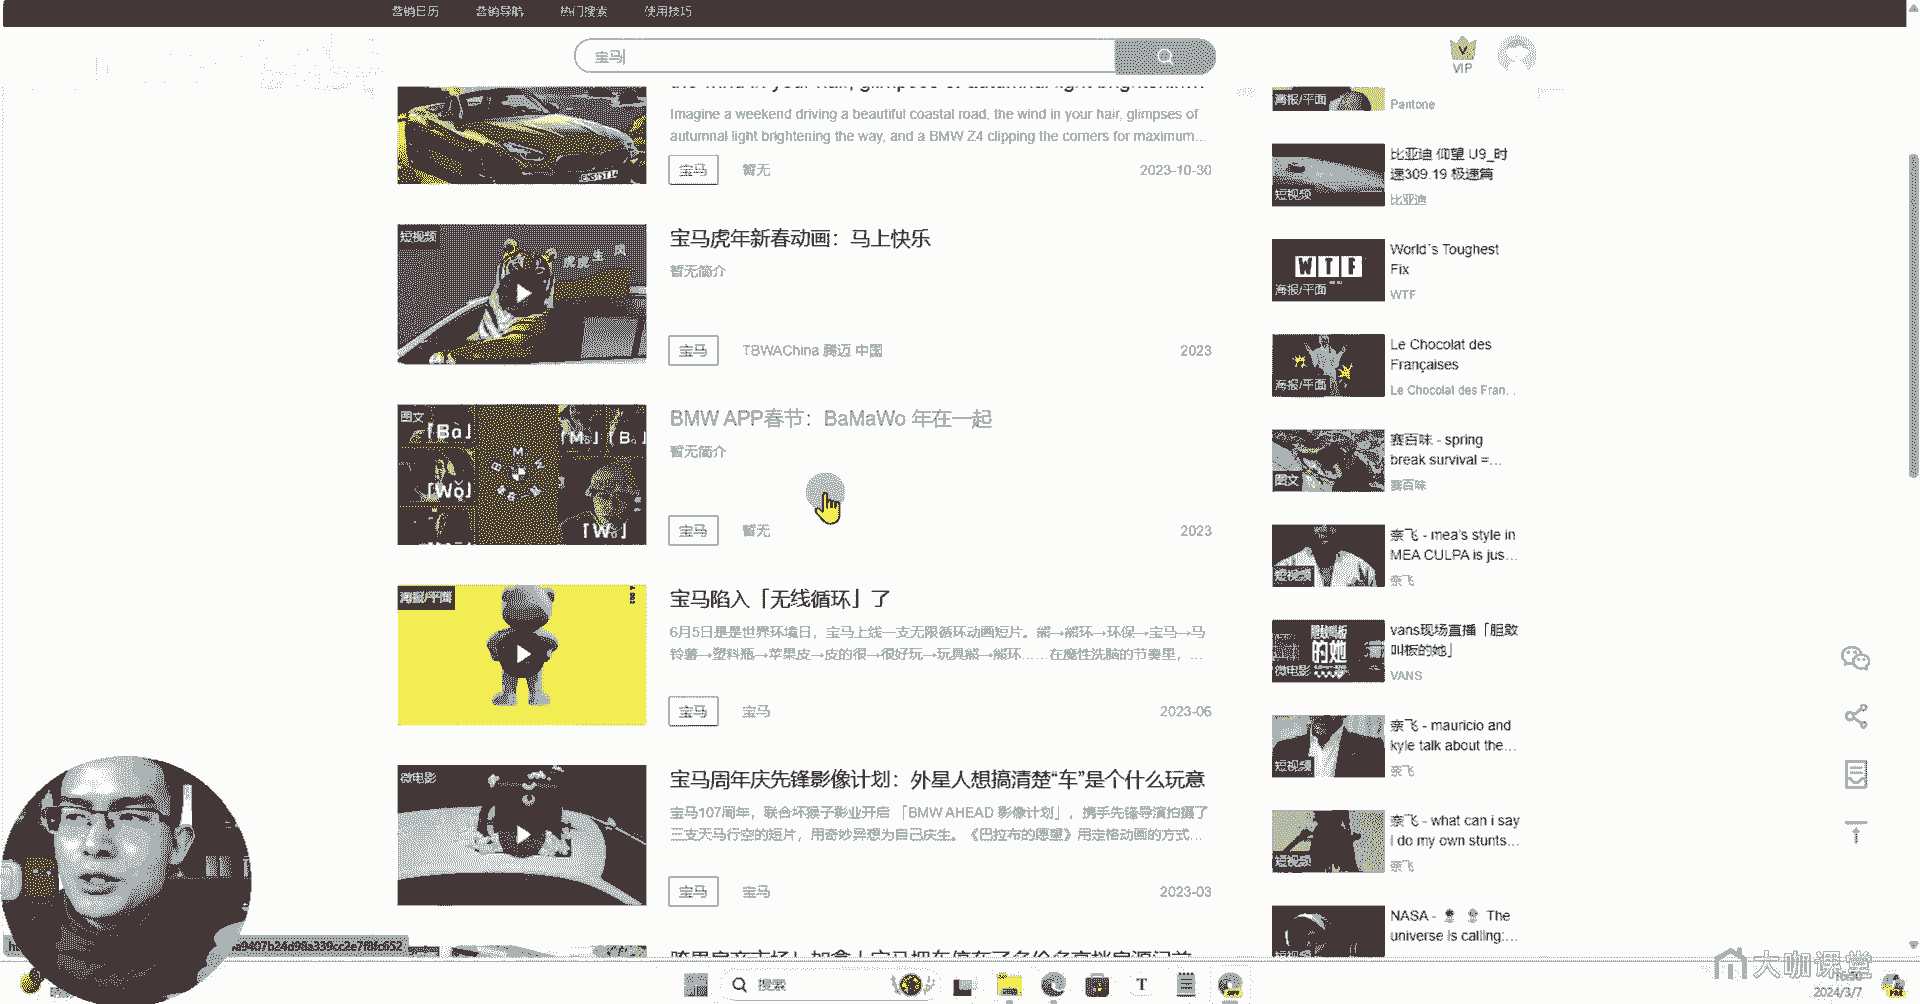 营销日历 营销导航 热门搜索 使用技巧
宝马
VIP
Imagine a weekend driving a beautiful coastal road, the wind in your hair, glimpses of
autumnal light brightening the way, and a BMW Z4 clipping the corners for maximum...
宝马 暂无 2023-10-30
短视频
宝马虎年新春动画：马上快乐
暂无简介
宝马 TBWAChina 腾迈 中国 2023
图文
「Bà」
「Wǒ」
BMW APP春节：BaMaWo 年在一起
暂无简介
宝马 暂无 2023
海报/平面
宝马陷入「无线循环」了
6月5日是世界环境日，宝马上线一支无限循环动画短片。熊→熊环→环保→宝马→马
铃薯→塑料瓶→苹果皮→皮的很→很好玩→玩具熊→熊环……在魔性洗脑的节奏里，...
宝马 宝马 2023-06
微电影
宝马周年庆先锋影像计划：外星人想搞清楚“车”是个什么玩意
宝马107周年，联合坏猴子影业开启「BMW AHEAD 影像计划」，携手先锋导演拍摄了
三支天马行空的短片，用奇妙异想为自己庆生。《巴拉布的愿望》用定格动画的方式...
宝马 宝马 2023-03
海报/平面
Pantone
比亚迪 仰望 U9_时
速309.19 极速篇
短视频
比亚迪
WTF
World´s Toughest
Fix
海报/平面
WTF
Le Chocolat des
Françaises
海报/平面
Le Chocolat des Fran...
赛百味 - spring
break survival =...
图文
赛百味
奈飞 - mea's style in
MEA CULPA is jus...
短视频
奈飞
vans现场直播「胆敢
叫板的她」
微电影
VANS
奈飞 - mauricio and
kyle talk about the...
短视频
奈飞
奈飞 - what can i say
I do my own stunts...
短视频
奈飞
NASA - The
universe is calling:...
短视频
a9407b24d98a339cc2e7f8fc652
搜索
大咖课堂
2024/3/7